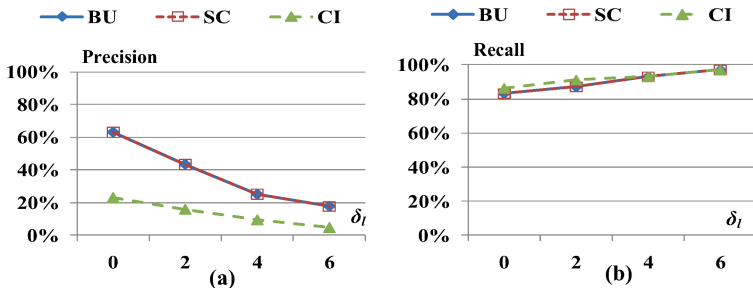 BU SC CI
Precision
100%
80%
60%
40%
20%
0%
δl
0 2 4 6
(a)
BU SC CI
Recall
100%
80%
60%
40%
20%
0%
δl
0 2 4 6
(b)